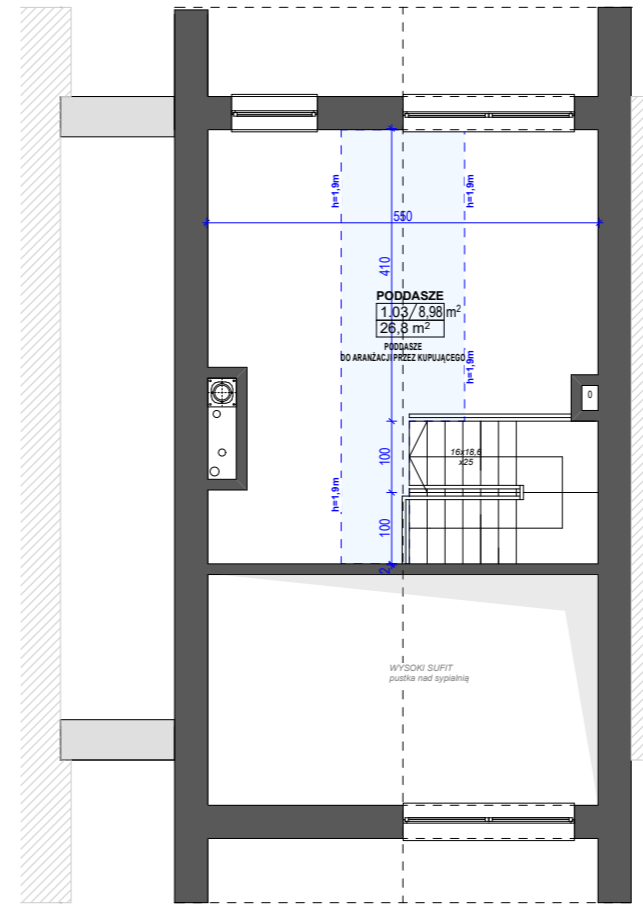 h=1,9m
h=1,9m
550
410
PODDASZE
1.03/8,98 m²
26,8 m²
PODDASZE
DO ARANŻACJI PRZEZ KUPUJĄCEGO
h=1,9m
0
16x18,6
x25
100
h=1,9m
100
2
WYSOKI SUFIT
pustka nad sypialnią